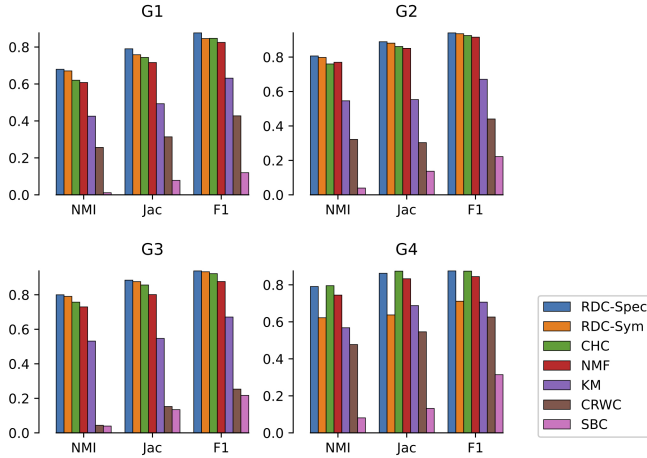 G1
0.8
0.6
0.4
0.2
0.0
NMI Jac F1
G2
0.8
0.6
0.4
0.2
0.0
NMI Jac F1
G3
0.8
0.6
0.4
0.2
0.0
NMI Jac F1
G4
0.8
0.6
0.4
0.2
0.0
NMI Jac F1
RDC-Spec
RDC-Sym
CHC
NMF
KM
CRWC
SBC